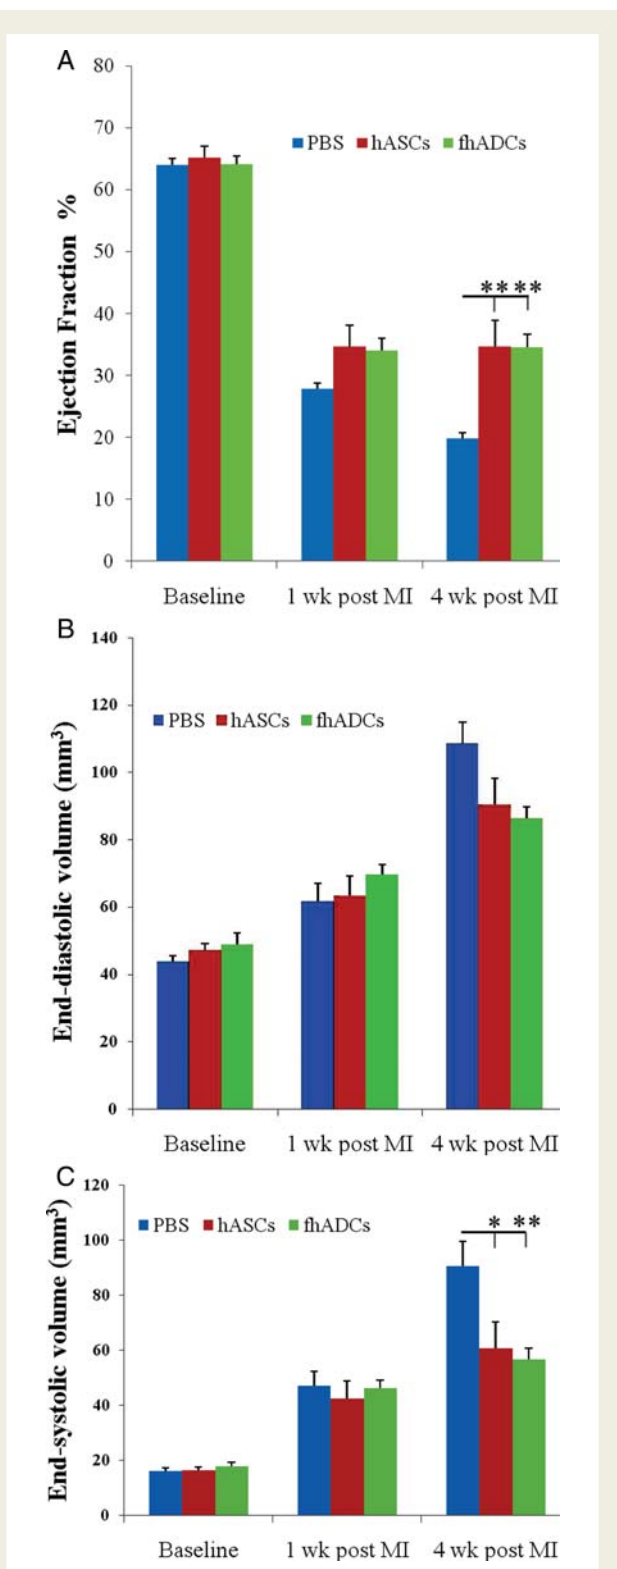 A
80
70
PBS hASCs fhADCs
60
50
40
** **
30
20
10
0
Ejection Fraction %
Baseline 1 wk post MI 4 wk post MI
B
140
120
PBS hASCs fhADCs
100
80
60
40
20
0
End-diastolic volume (mm³)
Baseline 1 wk post MI 4 wk post MI
C
120
PBS hASCs fhADCs
* **
100
80
60
40
20
0
End-systolic volume (mm³)
Baseline 1 wk post MI 4 wk post MI